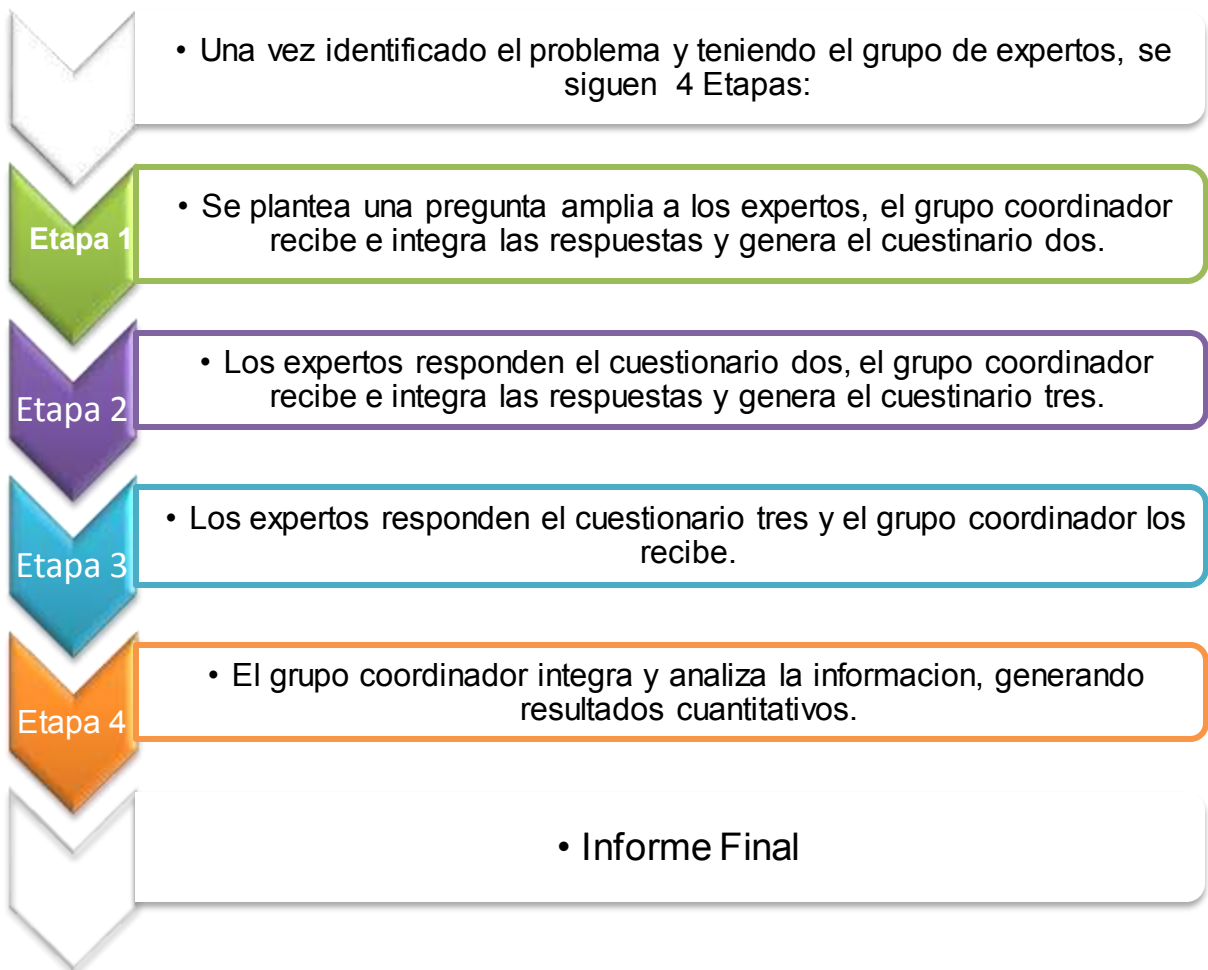 • Una vez identificado el problema y teniendo el grupo de expertos, se
siguen 4 Etapas:
Etapa 1
• Se plantea una pregunta amplia a los expertos, el grupo coordinador
recibe e integra las respuestas y genera el cuestinario dos.
Etapa 2
• Los expertos responden el cuestionario dos, el grupo coordinador
recibe e integra las respuestas y genera el cuestinario tres.
Etapa 3
• Los expertos responden el cuestionario tres y el grupo coordinador los
recibe.
Etapa 4
• El grupo coordinador integra y analiza la informacion, generando
resultados cuantitativos.
• Informe Final